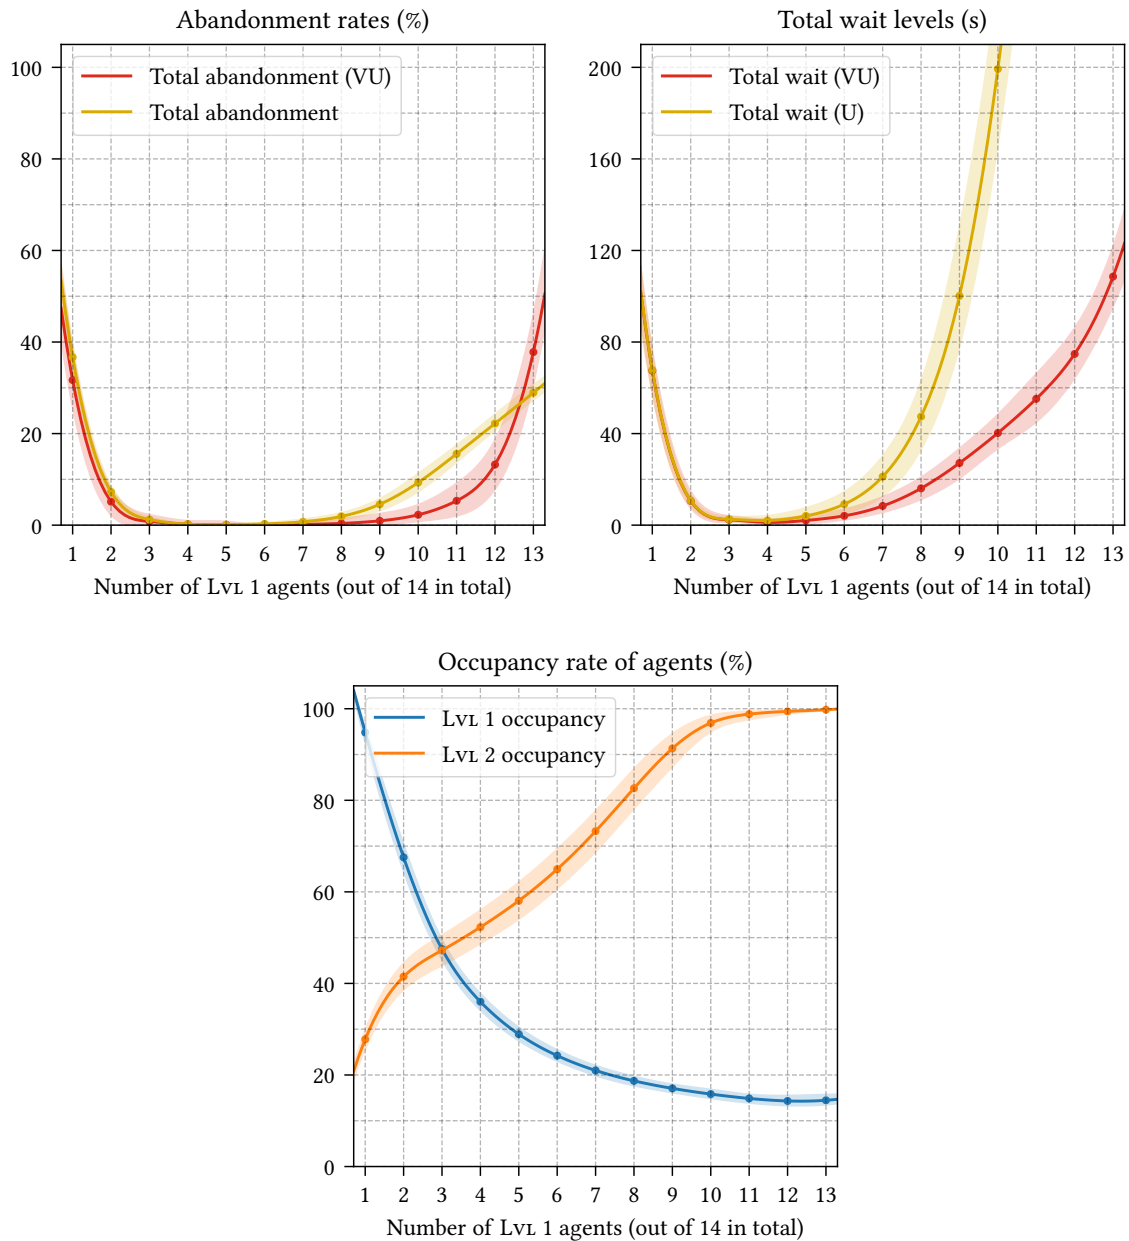 Abandonment rates (%)
Total abandonment (VU)
Total abandonment
100
80
60
40
20
0
1 2 3 4 5 6 7 8 9 10 11 12 13
Number of Lvl 1 agents (out of 14 in total)
Total wait levels (s)
Total wait (VU)
Total wait (U)
200
160
120
80
40
0
1 2 3 4 5 6 7 8 9 10 11 12 13
Number of Lvl 1 agents (out of 14 in total)
Occupancy rate of agents (%)
Lvl 1 occupancy
Lvl 2 occupancy
100
80
60
40
20
0
1 2 3 4 5 6 7 8 9 10 11 12 13
Number of Lvl 1 agents (out of 14 in total)